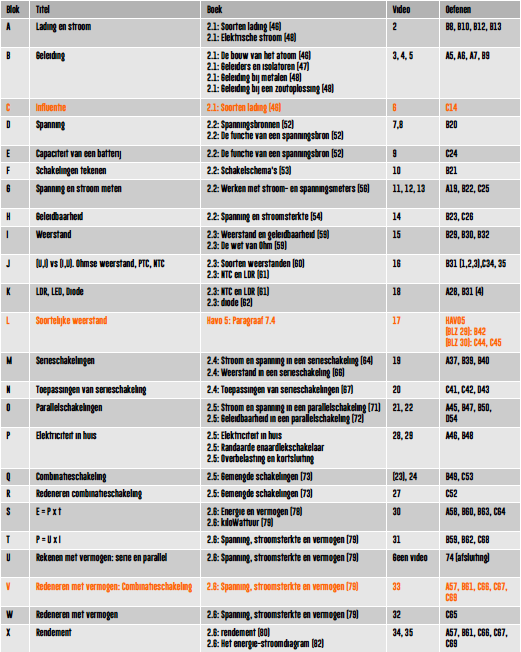 Blok Titel Boek Video Oefenen
A Lading en stroom 2.1: Soorten lading (46) 2 B8, B10, B12, B13
2.1: Elektrische stroom (48)
B Geleiding 2.1: De bouw van het atoom (46) 3, 4, 5 A5, A6, A7, B9
2.1: Geleiders en isolatoren (47)
2.1: Geleiding bij metalen (48)
2.1: Geleiding bij een zoutoplossing (48)
C Influentie 2.1: Soorten lading (46) 6 C14
D Spanning 2.2: Spanningsbronnen (52) 7,8 B20
2.2: De functie van een spanningsbron (52)
E Capaciteit van een batterij 2.2: De functie van een spanningsbron (52) 9 C24
F Schakelingen tekenen 2.2: Schakelschema's (53) 10 B21
G Spanning en stroom meten 2.2: Werken met stroom- en spanningsmeters (56) 11, 12, 13 A19, B22, C25
H Geleidbaarheid 2.2: Spanning en stroomsterkte (54) 14 B23, C26
I Weerstand 2.3: Weerstand en geleidbaarheid (59) 15 B29, B30, B32
2.3: De wet van Ohm (59)
J (U,I) vs (I,U). Ohmse weerstand, PTC, NTC 2.3: Soorten weerstanden (60) 16 B31 (1,2,3),C34, 35
2.3: NTC en LDR (61)
K LDR, LED, Diode 2.3: NTC en LDR (61) 18 A28, B31 (4)
2.3: diode (62)
L Soortelijke weerstand Havo 5: Paragraaf 7.4 17 HAVO5
(BLZ 29): B42
(BLZ 30): C44, C45
M Serieschakelingen 2.4: Stroom en spanning in een serieschakeling (64) 19 A37, B39, B40
2.4: Weerstand in een serieschakeling (66)
N Toepassingen van serieschakeling 2.4: Toepassingen van serieschakelingen (67) 20 C41, C42, D43
O Parallelschakelingen 2.5: Stroom en spanning in een parallelschakeling (71) 21, 22 A45, B47, B50,
2.5: Geleidbaarheid in een parallelschakeling (72) D54
P Elektriciteit in huis 2.5: Elektriciteit in huis 28, 29 A46, B48
2.5: Randaarde enaardlekschakelaar
2.5: Overbelasting en kortsluiting
Q Combinatieschakeling 2.5: Gemengde schakelingen (73) (23), 24 B49, C53
R Redeneren combinatieschakeling 2.5: Gemengde schakelingen (73) 27 C52
S E = P x t 2.6: Energie en vermogen (78) 30 A58, B60, B63, C64
2.6: kiloWattuur (79)
T P = U x I 2.6: Spanning, stroomsterkte en vermogen (79) 31 B59, B62, C68
U Rekenen met vermogen: serie en parallel 2.6: Spanning, stroomsterkte en vermogen (79) Geen video 74 (afsluiting)
V Redeneren met vermogen: Combinatieschakeling 2.6: Spanning, stroomsterkte en vermogen (79) 33 A57, B61, C66, C67,
C69
W Redeneren met vermogen 2.6: Spanning, stroomsterkte en vermogen (79) 32 C65
X Rendement 2.6: rendement (80) 34, 35 A57, B61, C66, C67,
2.6: Het energie-stroomdiagram (82) C69